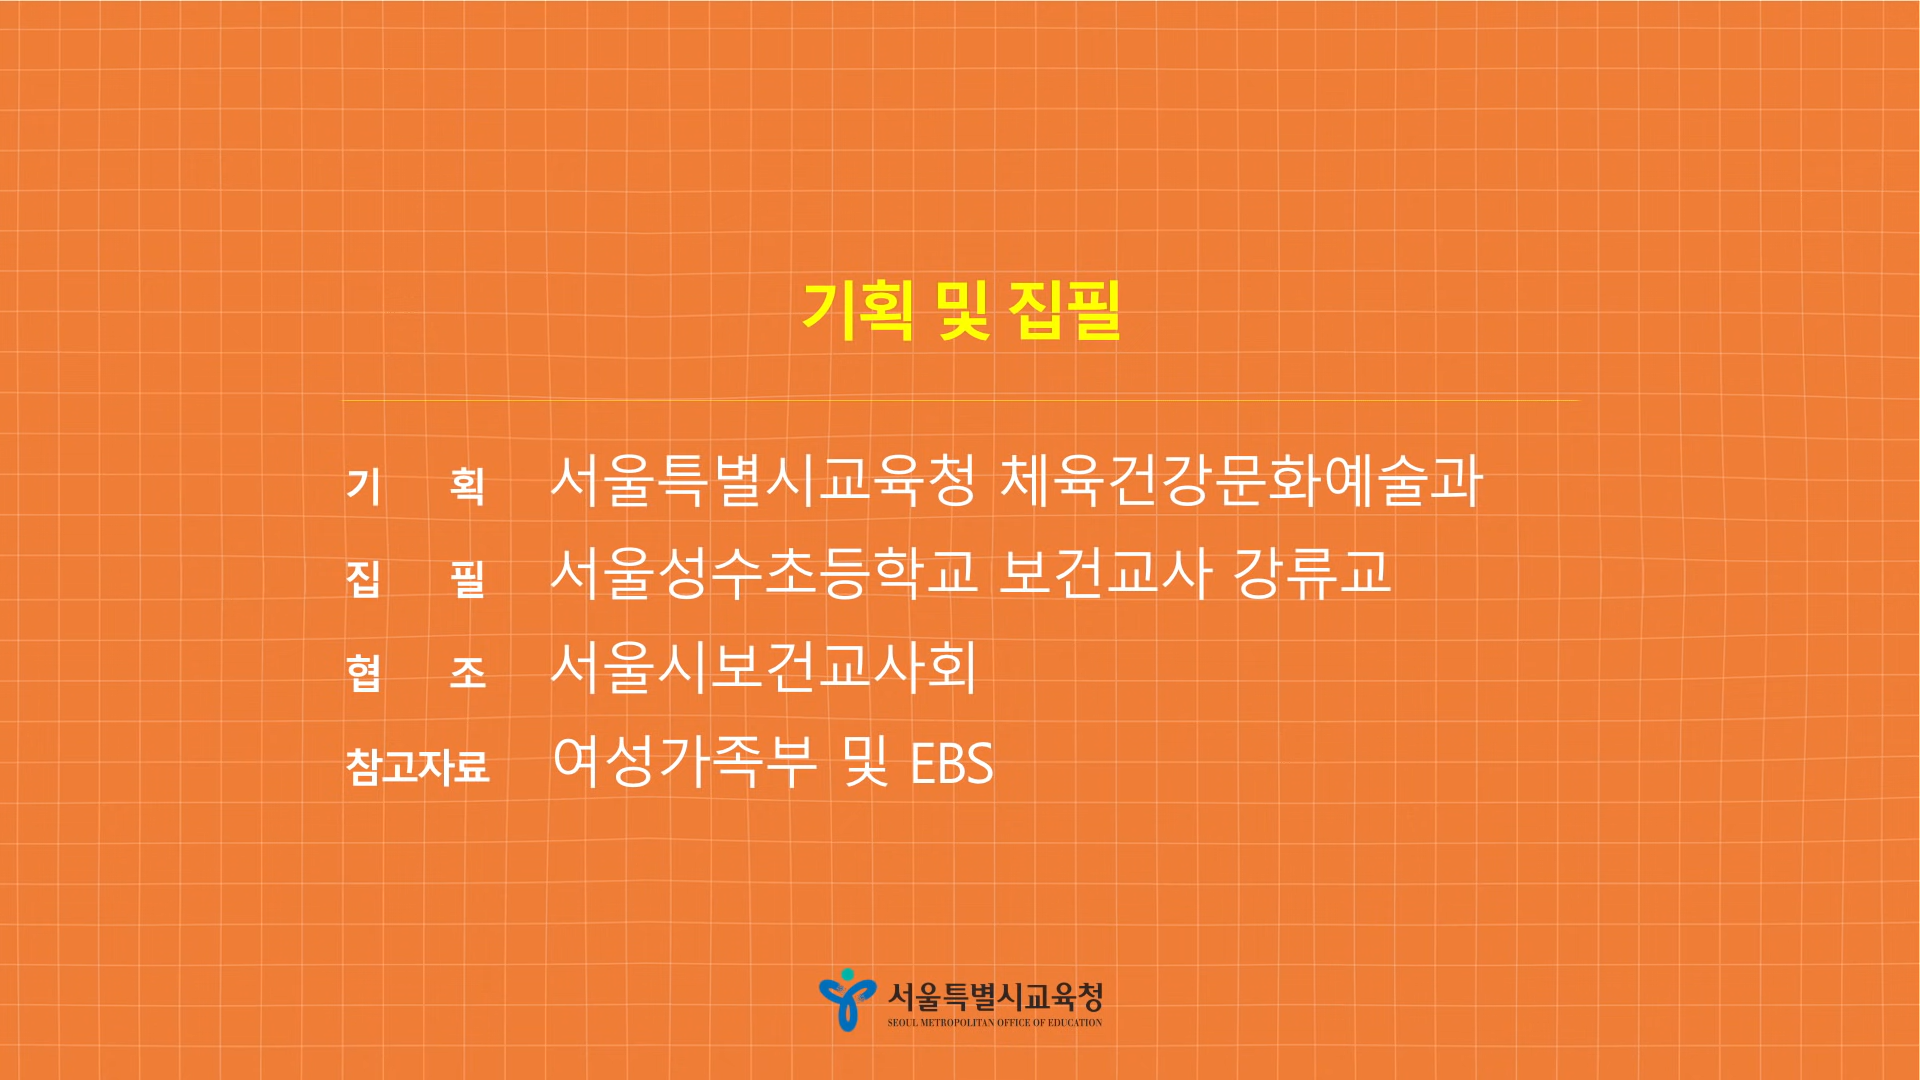 기획 및 집필
기 획 서울특별시교육청 체육건강문화예술과
집 필 서울성수초등학교 보건교사 강류교
협 조 서울시보건교사회
참고자료 여성가족부 및 EBS
서울특별시교육청
SEOUL METROPOLITAN OFFICE OF EDUCATION